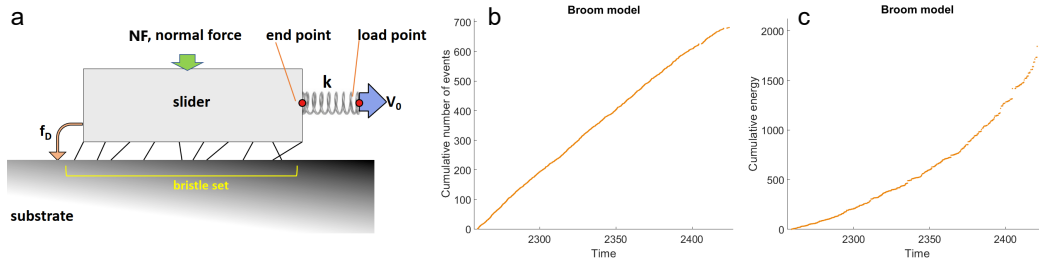 a
NF, normal force
end point
load point
k
slider
V0
fD
bristle set
substrate
b
Broom model
Cumulative number of events
700
600
500
400
300
200
100
0
2300
2350
2400
Time
c
Broom model
Cumulative energy
2000
1500
1000
500
0
2300
2350
2400
Time